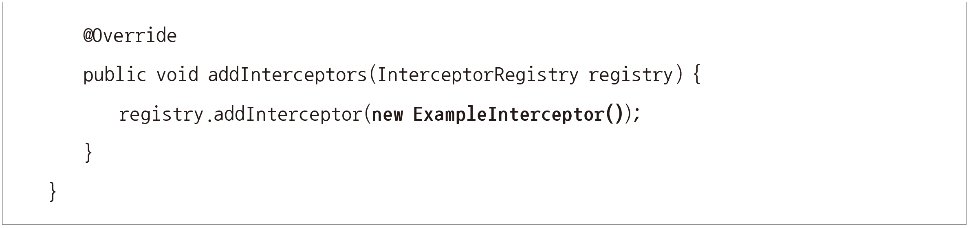 @Override
public void addInterceptors(InterceptorRegistry registry) {
registry.addInterceptor(new ExampleInterceptor());
}
}